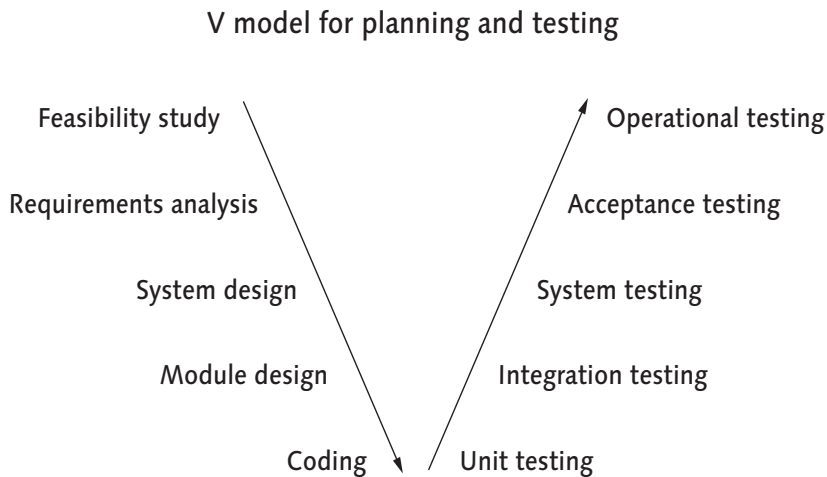 V model for planning and testing
Feasibility study
Operational testing
Requirements analysis
Acceptance testing
System design
System testing
Module design
Integration testing
Coding
Unit testing